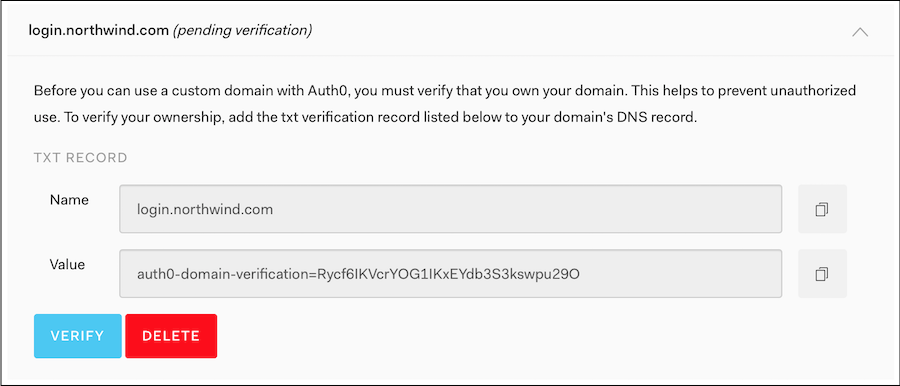 login.northwind.com (pending verification)
Before you can use a custom domain with Auth0, you must verify that you own your domain. This helps to prevent unauthorized
use. To verify your ownership, add the txt verification record listed below to your domain's DNS record.
TXT RECORD
Name
login.northwind.com
Value
auth0-domain-verification=Rycf6IKVcrYOG1IKxEYdb3S3kswpu29O
VERIFY DELETE